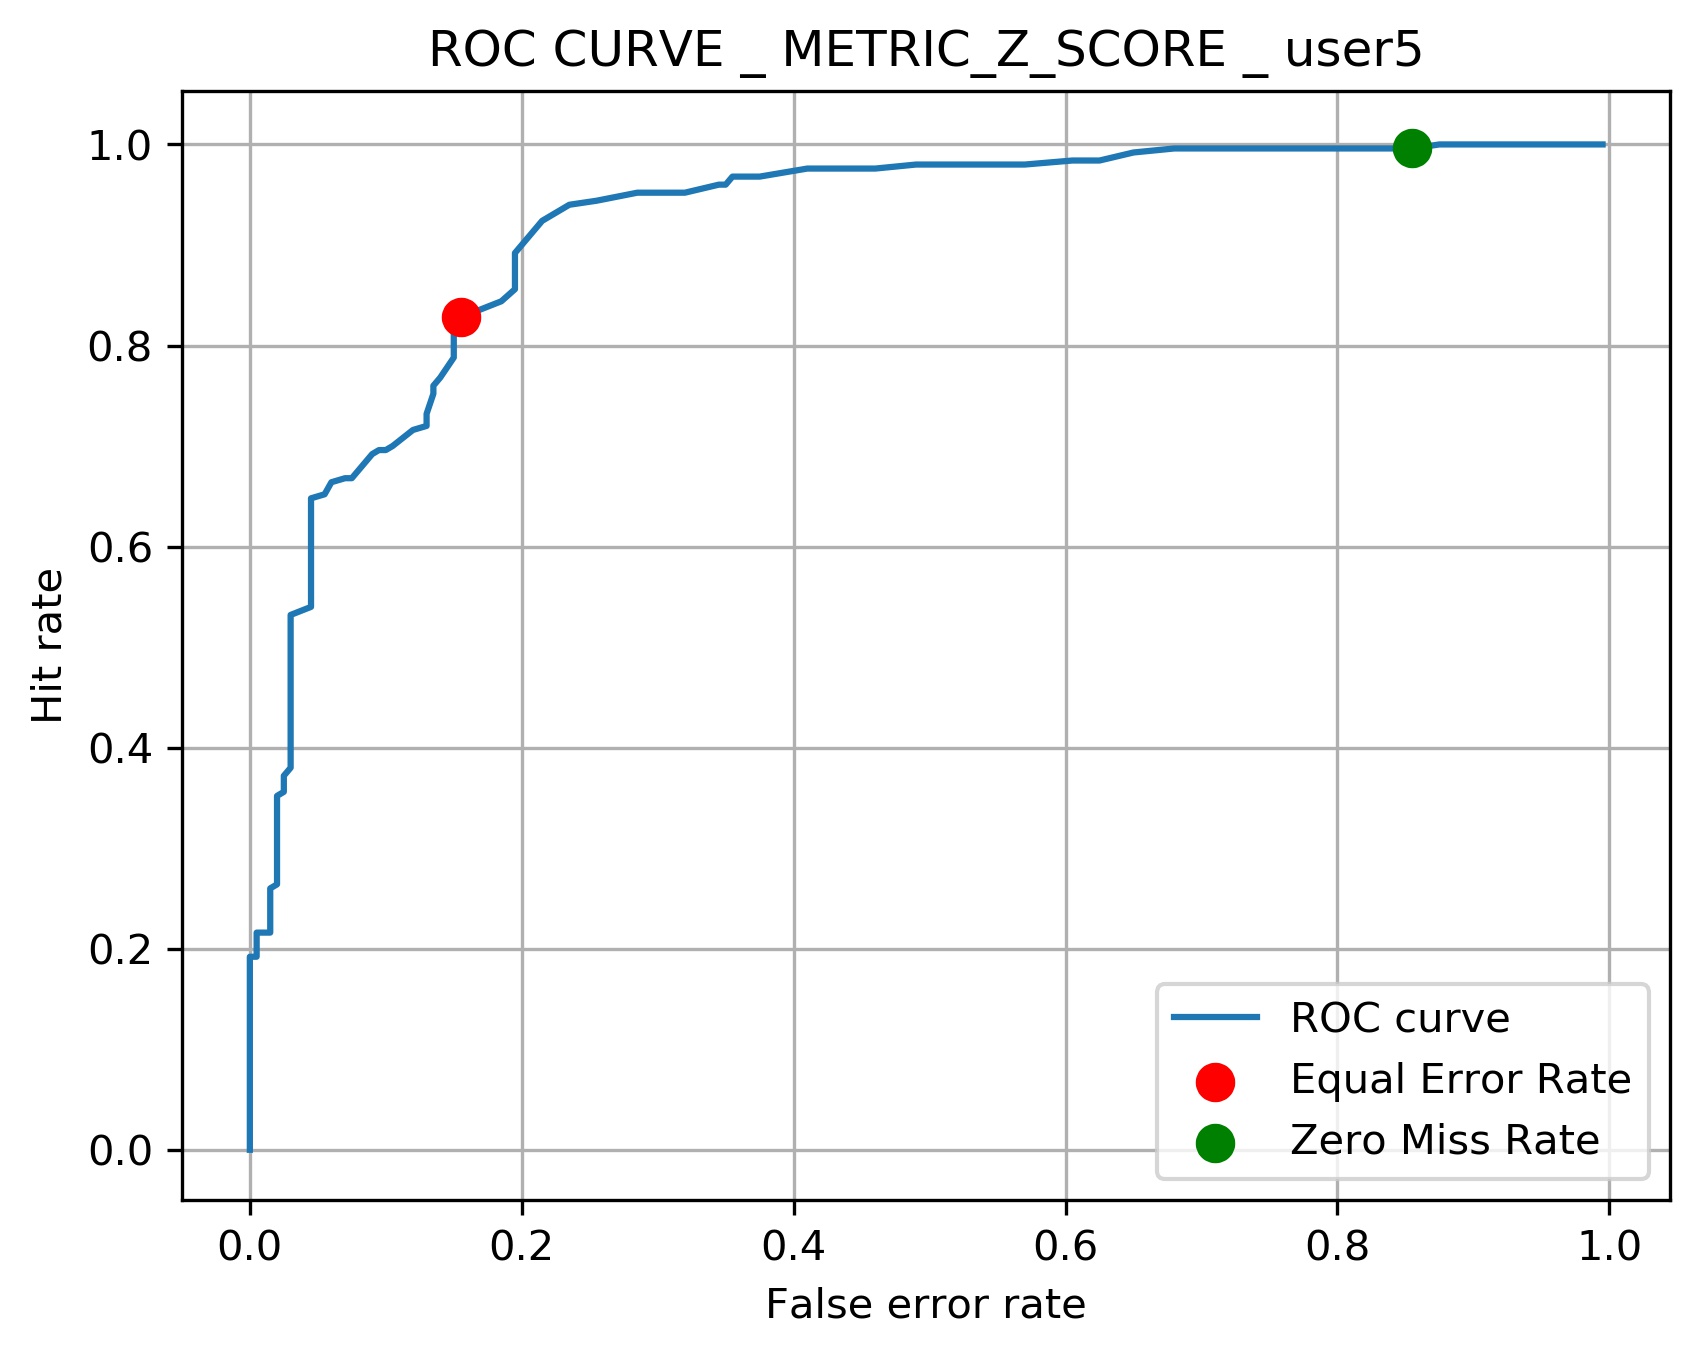 ROC CURVE _ METRIC_Z_SCORE _ user5
1.0
0.8
0.6
0.4
0.2
0.0
Hit rate
ROC curve
Equal Error Rate
Zero Miss Rate
0.0 0.2 0.4 0.6 0.8 1.0
False error rate